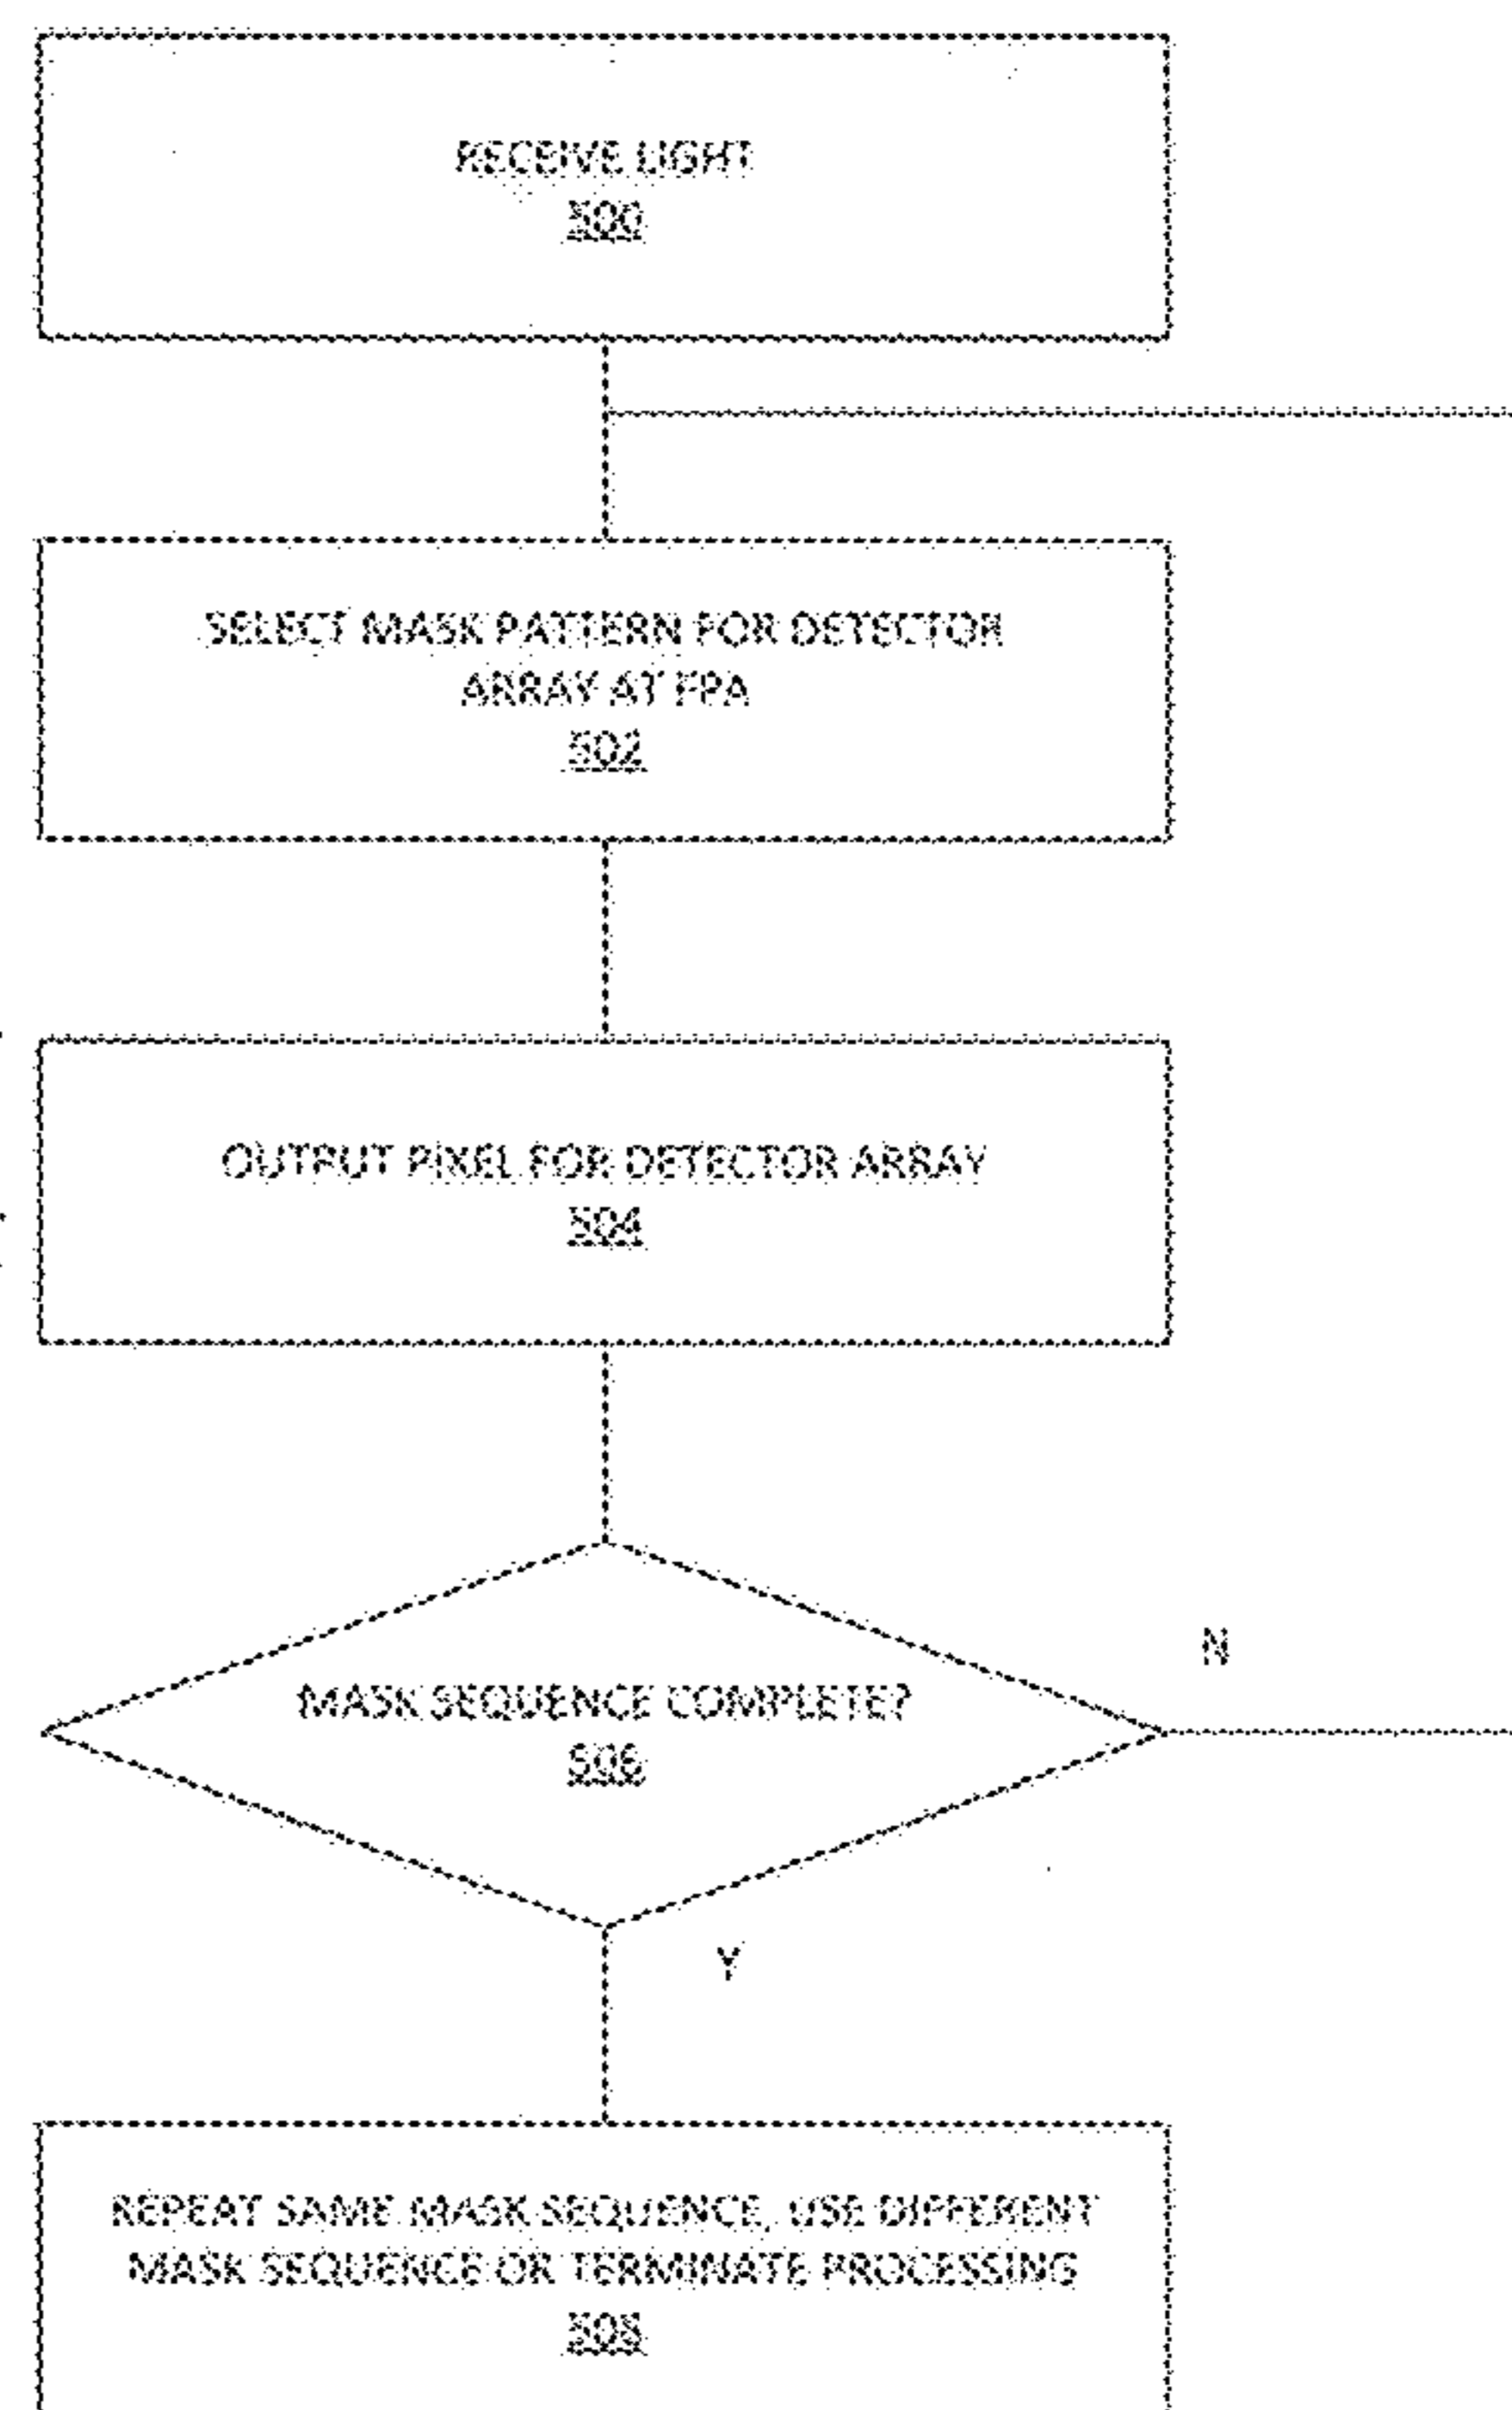 RECEIVE LIGHT
500
SELECT MASK PATTERN FOR DETECTOR
ARRAY AT FPA
502
OUTPUT PIXEL FOR DETECTOR ARRAY
504
N
MASK SEQUENCE COMPLETE?
506
Y
REPEAT SAME MASK SEQUENCE, USE DIFFERENT
MASK SEQUENCE OR TERMINATE PROCESSING
508